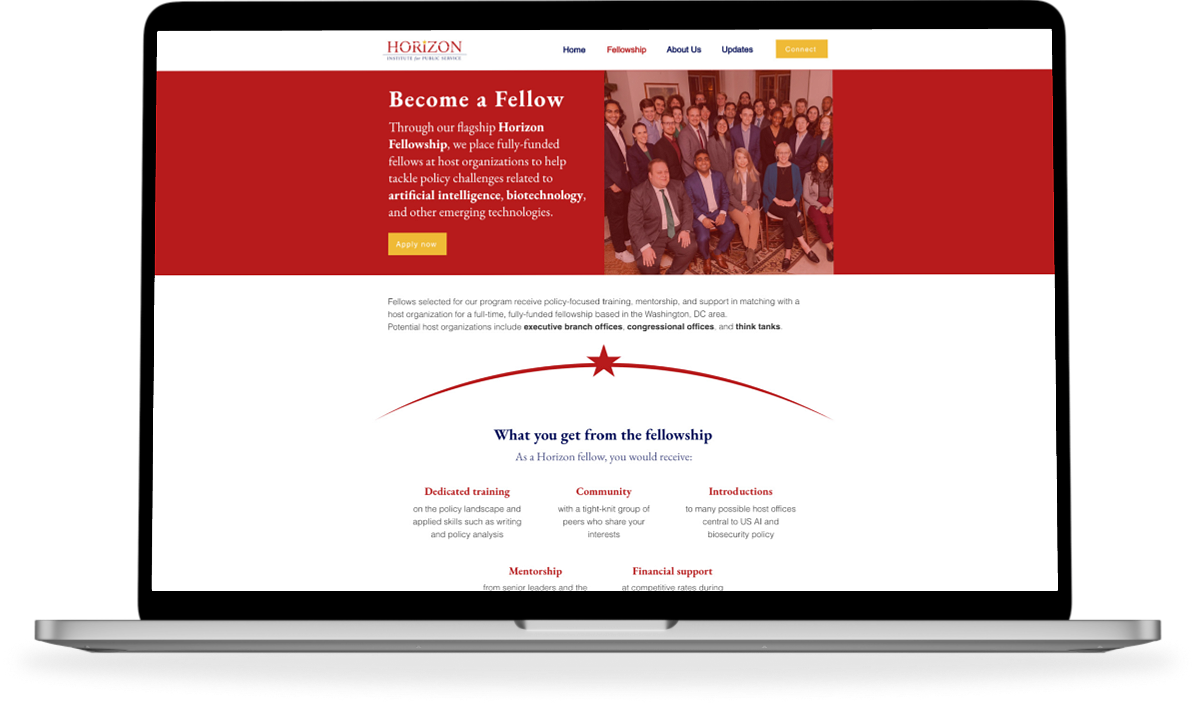 HORIZON
INSTITUTE for PUBLIC SERVICE
Home Fellowship About Us Updates Connect
Become a Fellow
Through our flagship Horizon
Fellowship, we place fully-funded
fellows at host organizations to help
tackle policy challenges related to
artificial intelligence, biotechnology,
and other emerging technologies.
Apply now
Fellows selected for our program receive policy-focused training, mentorship, and support in matching with a
host organization for a full-time, fully-funded fellowship based in the Washington, DC area.
Potential host organizations include executive branch offices, congressional offices, and think tanks.
What you get from the fellowship
As a Horizon fellow, you would receive:
Dedicated training
on the policy landscape and
applied skills such as writing
and policy analysis
Community
with a tight-knit group of
peers who share your
interests
Introductions
to many possible host offices
central to US AI and
biosecurity policy
Mentorship
from senior leaders and the
Financial support
at competitive rates during